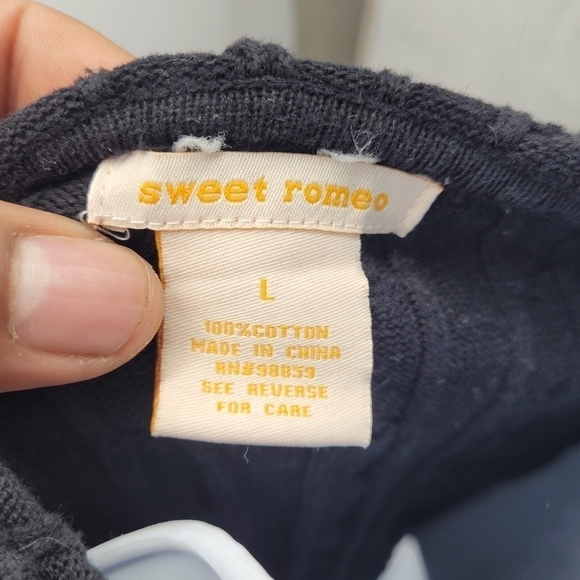 sweet romeo
L
100%COTTON
MADE IN CHINA
RN#98859
SEE REVERSE
FOR CARE